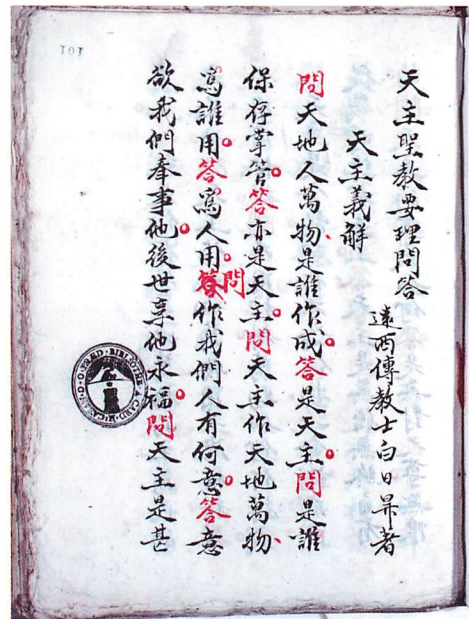 天主聖教要理問答
遠西傳教士白日昇著
天主義解
問天地人萬物、是誰作成。答是天主。問是誰
保存掌管。答亦是天主。問天主作天地萬物、
爲誰用。答爲人用。問作我們人有何意。答意
欲我們奉事他。後世享他永福。問天主是甚
101